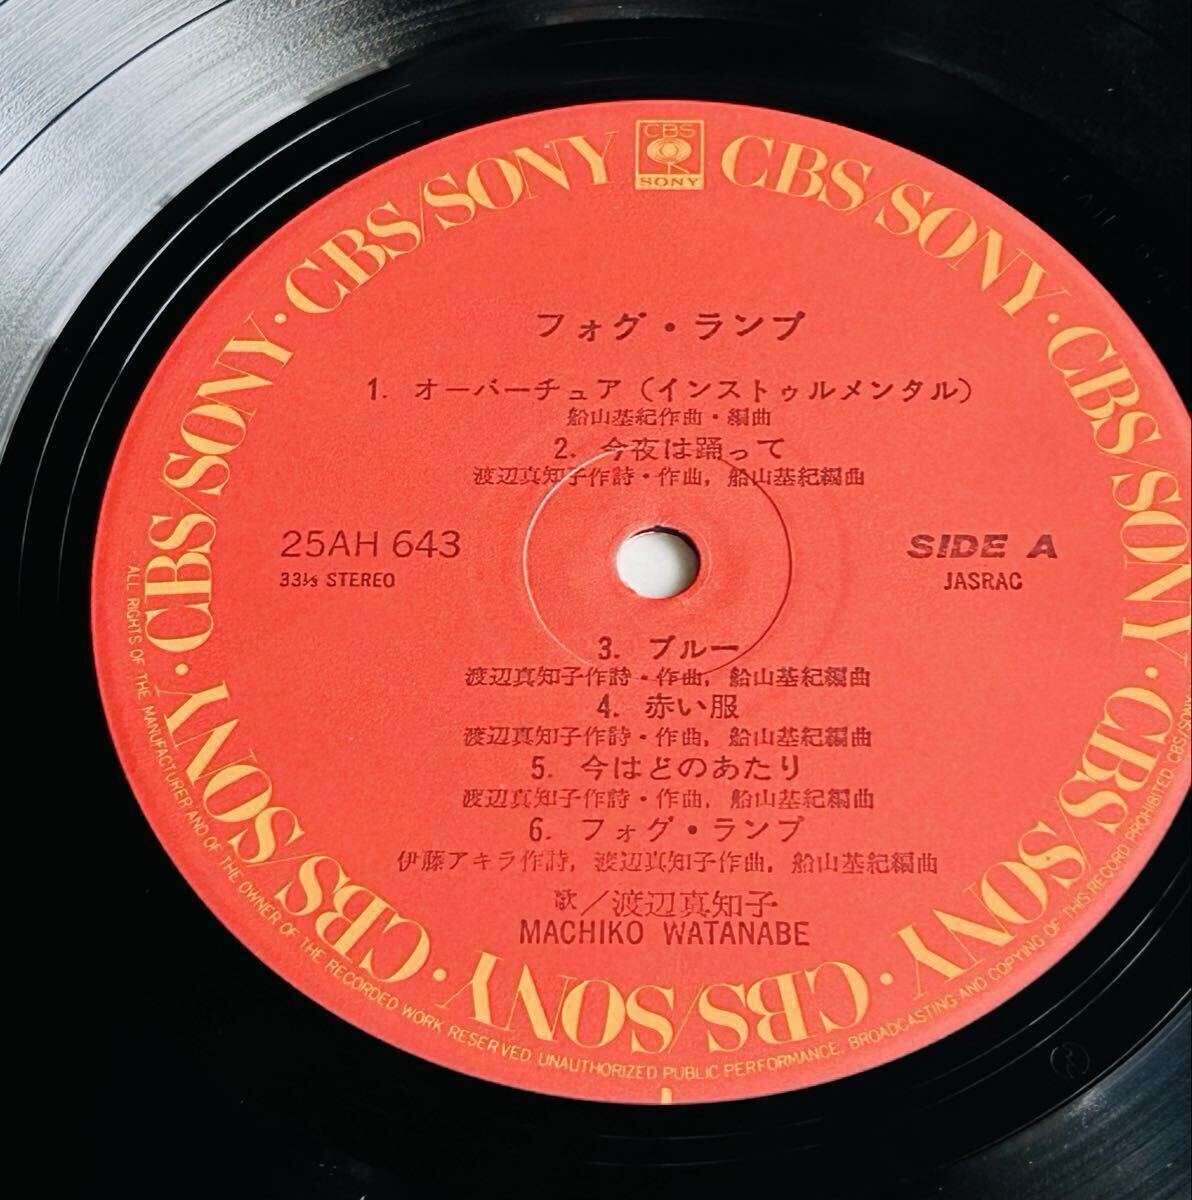 CBS
SONY
CBS/SONY · CBS/SONY · CBS/SONY · CBS/SONY · CBS/SONY · CBS/SONY · CBS/SONY · CBS/SONY
フォグ・ランプ
1. オーバーチュア（インストゥルメンタル）
船山基紀作曲・編曲
2. 今夜は踊って
渡辺真知子作詩・作曲, 船山基紀編曲
25AH 643
33⅓ STEREO
SIDE A
JASRAC
3. ブルー
渡辺真知子作詩・作曲, 船山基紀編曲
4. 赤い服
渡辺真知子作詩・作曲, 船山基紀編曲
5. 今はどのあたり
渡辺真知子作詩・作曲, 船山基紀編曲
6. フォグ・ランプ
伊藤アキラ作詩, 渡辺真知子作曲, 船山基紀編曲
歌／渡辺真知子
MACHIKO WATANABE
ALL RIGHTS OF THE MANUFACTURER AND OF THE OWNER OF THE RECORDED WORK RESERVED UNAUTHORIZED PUBLIC PERFORMANCE, BROADCASTING AND COPYING OF THIS RECORD PROHIBITED CBS/SONY